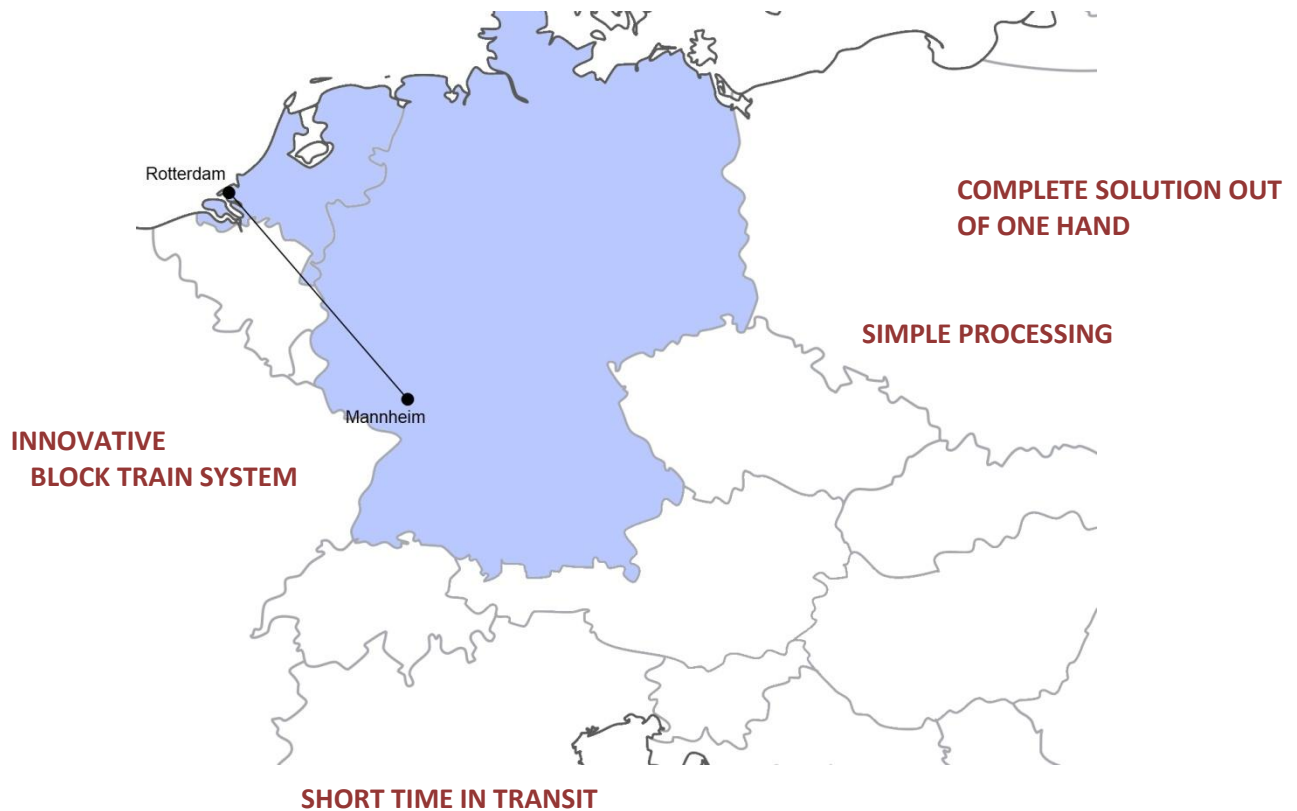 Rotterdam
COMPLETE SOLUTION OUT
OF ONE HAND
SIMPLE PROCESSING
Mannheim
INNOVATIVE
BLOCK TRAIN SYSTEM
SHORT TIME IN TRANSIT